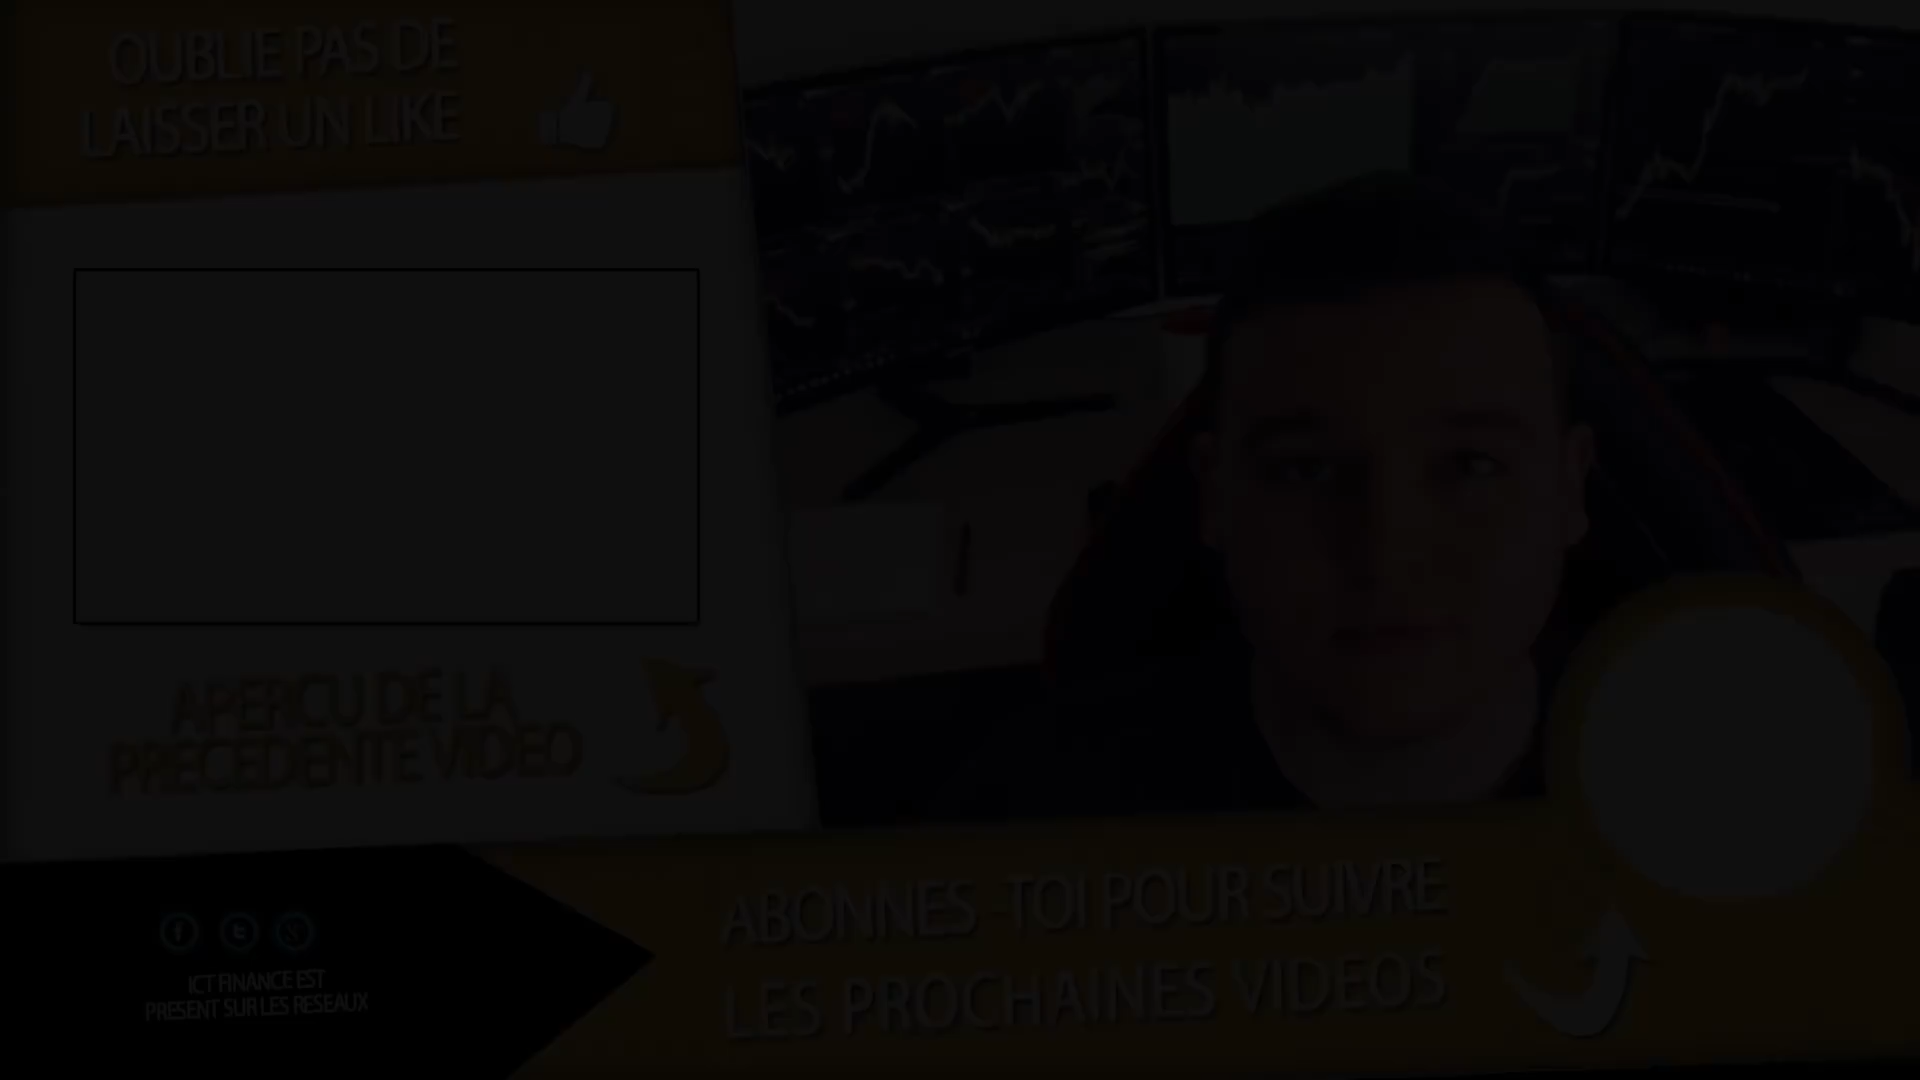 OUBLIE PAS DE
LAISSER UN LIKE
APERCU DE LA
PRECEDENTE VIDEO
ABONNES-TOI POUR SUIVRE
LES PROCHAINES VIDEOS
ICT FINANCE EST
PRESENT SUR LES RESEAUX